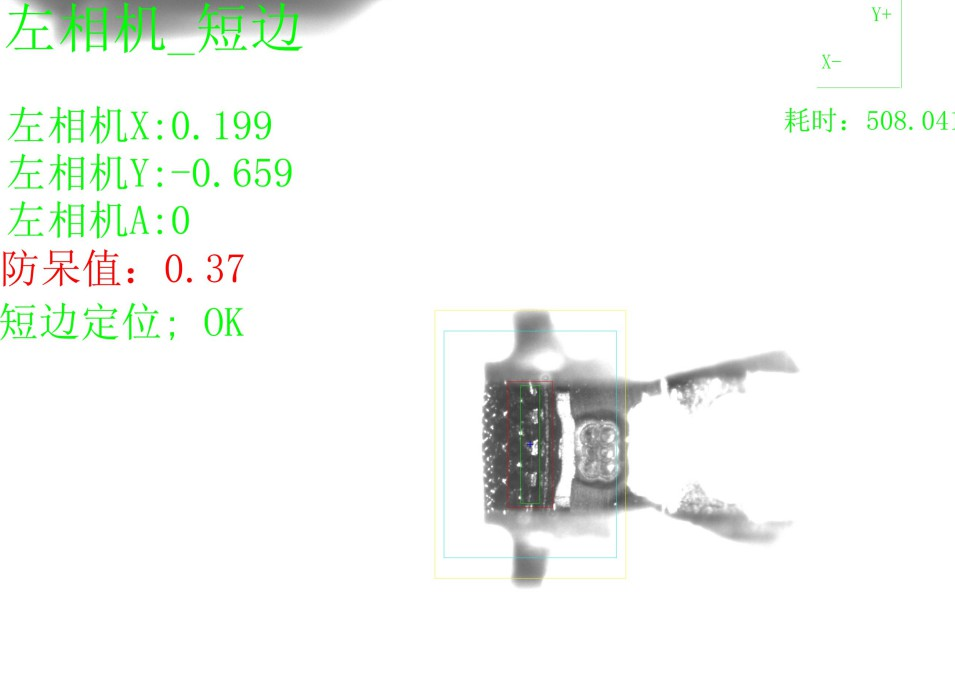 左相机_短边
Y+
X-
左相机X:0.199
耗时: 508.041
左相机Y:-0.659
左相机A:0
防呆值: 0.37
短边定位; OK